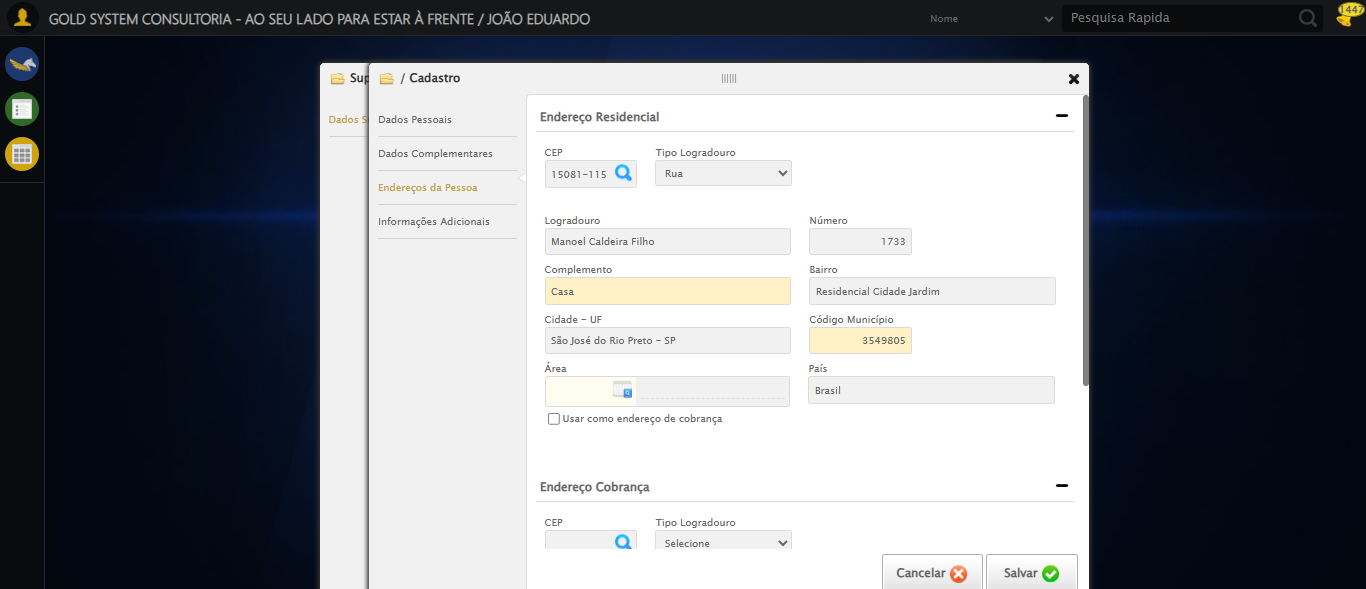 GOLD SYSTEM CONSULTORIA - AO SEU LADO PARA ESTAR À FRENTE / JOÃO EDUARDO
Nome
Pesquisa Rapida
1447
Sup
/ Cadastro
Dados S
Dados Pessoais
Dados Complementares
Endereços da Pessoa
Informações Adicionais
Endereço Residencial
CEP
Tipo Logradouro
15081-115
Rua
Logradouro
Número
Manoel Caldeira Filho
1733
Complemento
Bairro
Casa
Residencial Cidade Jardim
Cidade - UF
Código Município
São José do Rio Preto - SP
3549805
Área
País
Brasil
Usar como endereço de cobrança
Endereço Cobrança
CEP
Tipo Logradouro
Selecione
Cancelar
Salvar